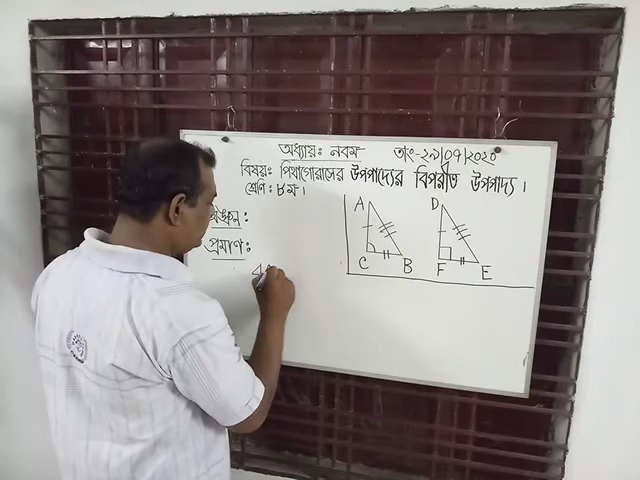 অধ্যায়ঃ নবম তাং-২৯/০৭/২০২০
বিষয়ঃ পিথাগোরাসের উপপাদ্যের বিপরীত উপপাদ্য।
শ্রেণিঃ ৮ম।
অঙ্কনঃ
প্রমাণঃ
A
D
C B
F E